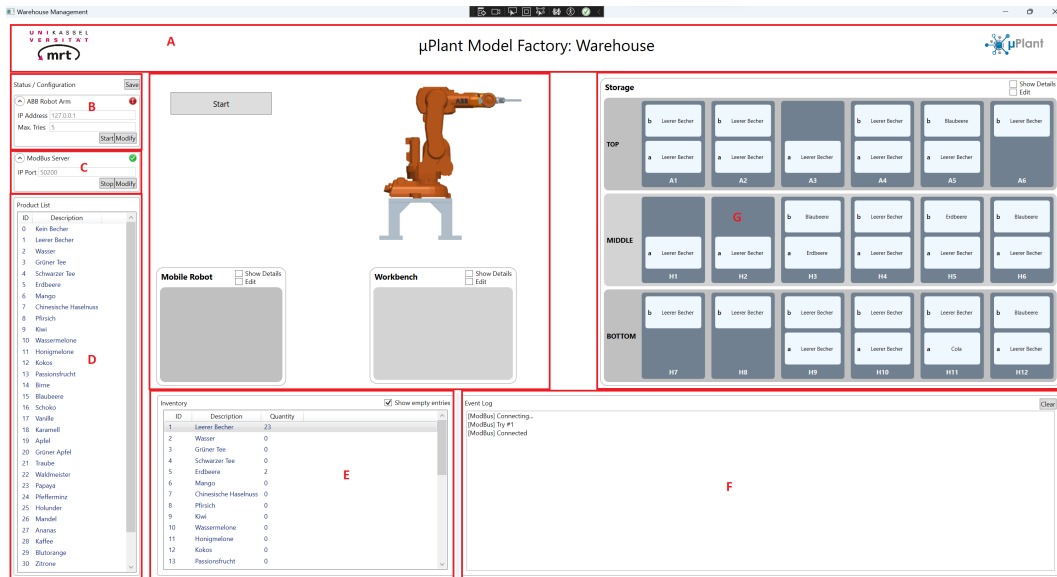 Warehouse Management
UNIKASSEL
VERSITÄT
mrt
A
µPlant Model Factory: Warehouse
µPlant
Status / Configuration
Save
ABB Robot Arm
B
IP Address 127.0.0.1
Max. Tries 5
Start Modify
ModBus Server
C
IP Port 50200
Stop Modify
Product List
ID Description
0 Kein Becher
1 Leerer Becher
2 Wasser
3 Grüner Tee
4 Schwarzer Tee
5 Erdbeere
6 Mango
7 Chinesische Haselnuss
8 Pfirsich
9 Kiwi
10 Wassermelone
11 Honigmelone
12 Kokos
13 Passionsfrucht
14 Birne
15 Blaubeere
16 Schoko
17 Vanille
18 Karamell
19 Apfel
20 Grüner Apfel
21 Traube
22 Waldmeister
23 Papaya
24 Pfefferminz
25 Holunder
26 Mandel
27 Ananas
28 Kaffee
29 Blutorange
30 Zitrone
D
Start
ABB
Mobile Robot
Show Details
Edit
Workbench
Show Details
Edit
Storage
Show Details
Edit
TOP
b Leerer Becher b Leerer Becher b Leerer Becher b Blaubeere b Leerer Becher
a Leerer Becher a Leerer Becher a Leerer Becher a Leerer Becher a Leerer Becher
A1 A2 A3 A4 A5 A6
MIDDLE
G
b Blaubeere b Leerer Becher b Erdbeere b Blaubeere
a Leerer Becher a Leerer Becher a Erdbeere a Leerer Becher a Leerer Becher a Leerer Becher
H1 H2 H3 H4 H5 H6
BOTTOM
b Leerer Becher b Leerer Becher b Leerer Becher b Leerer Becher b Leerer Becher b Blaubeere
a Leerer Becher a Leerer Becher a Cola a Leerer Becher
H7 H8 H9 H10 H11 H12
Inventory
Show empty entries
ID Description Quantity
1 Leerer Becher 23
2 Wasser 0
3 Grüner Tee 0
4 Schwarzer Tee 0
5 Erdbeere 2
6 Mango 0
7 Chinesische Haselnuss 0
8 Pfirsich 0
9 Kiwi 0
10 Wassermelone 0
11 Honigmelone 0
12 Kokos 0
13 Passionsfrucht 0
E
Event Log
Clear
[ModBus] Connecting...
[ModBus] Try #1
[ModBus] Connected
F